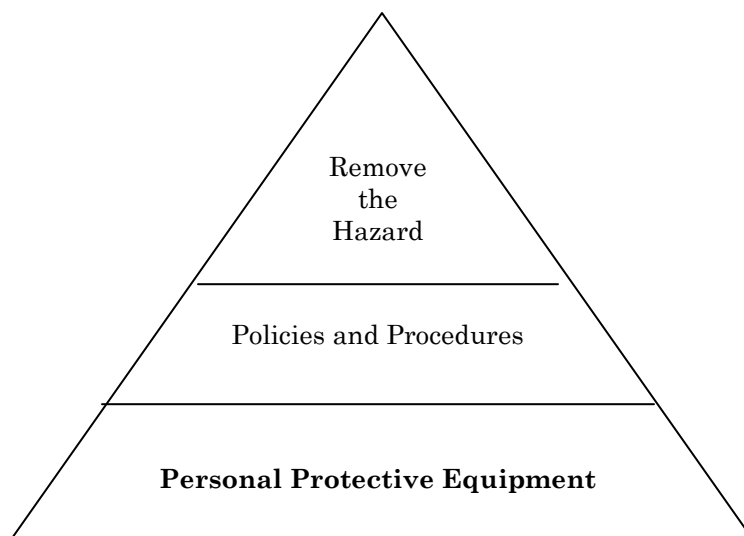 Remove
the
Hazard
Policies and Procedures
Personal Protective Equipment